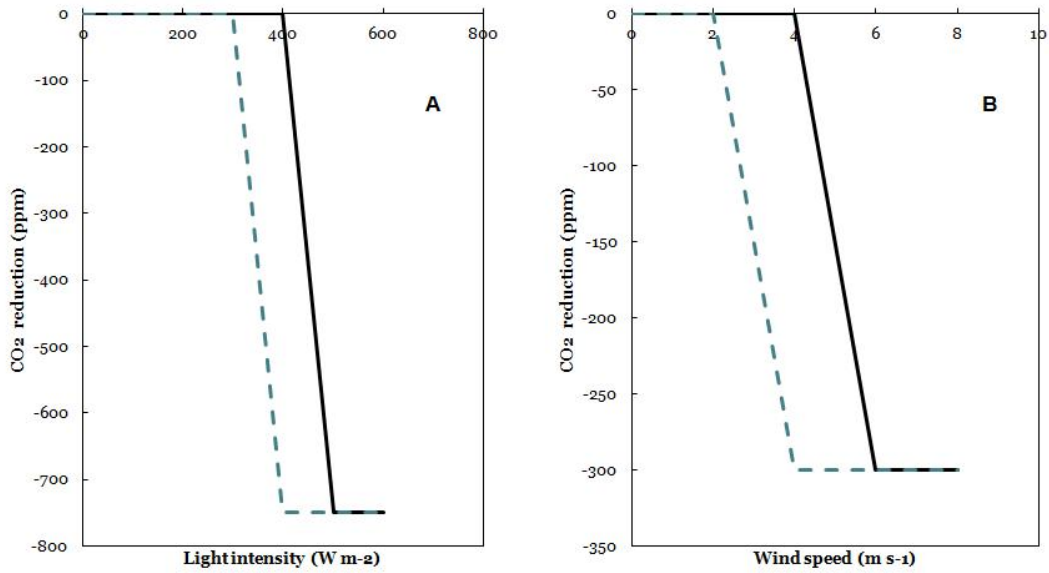 0
0 200 400 600 800
-100
-200
-300
-400
-500
-600
-700
-800
CO2 reduction (ppm)
Light intensity (W m-2)
A
0
0 2 4 6 8 10
-50
-100
-150
-200
-250
-300
-350
CO2 reduction (ppm)
Wind speed (m s-1)
B